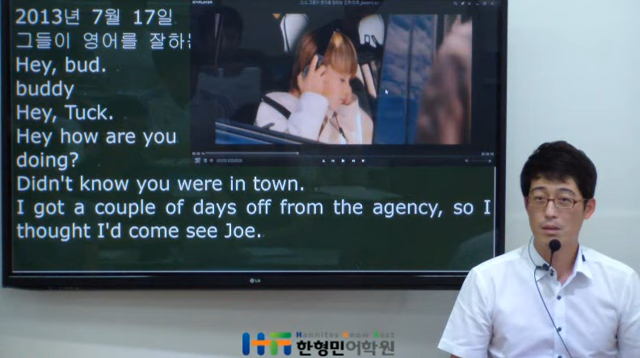 2013년 7월 17일
그들이 영어를 잘하는
Hey, bud.
buddy
Hey, Tuck.
Hey how are you
doing?
Didn't know you were in town.
I got a couple of days off from the agency, so I
thought I'd come see Joe.
LG
한형민어학원